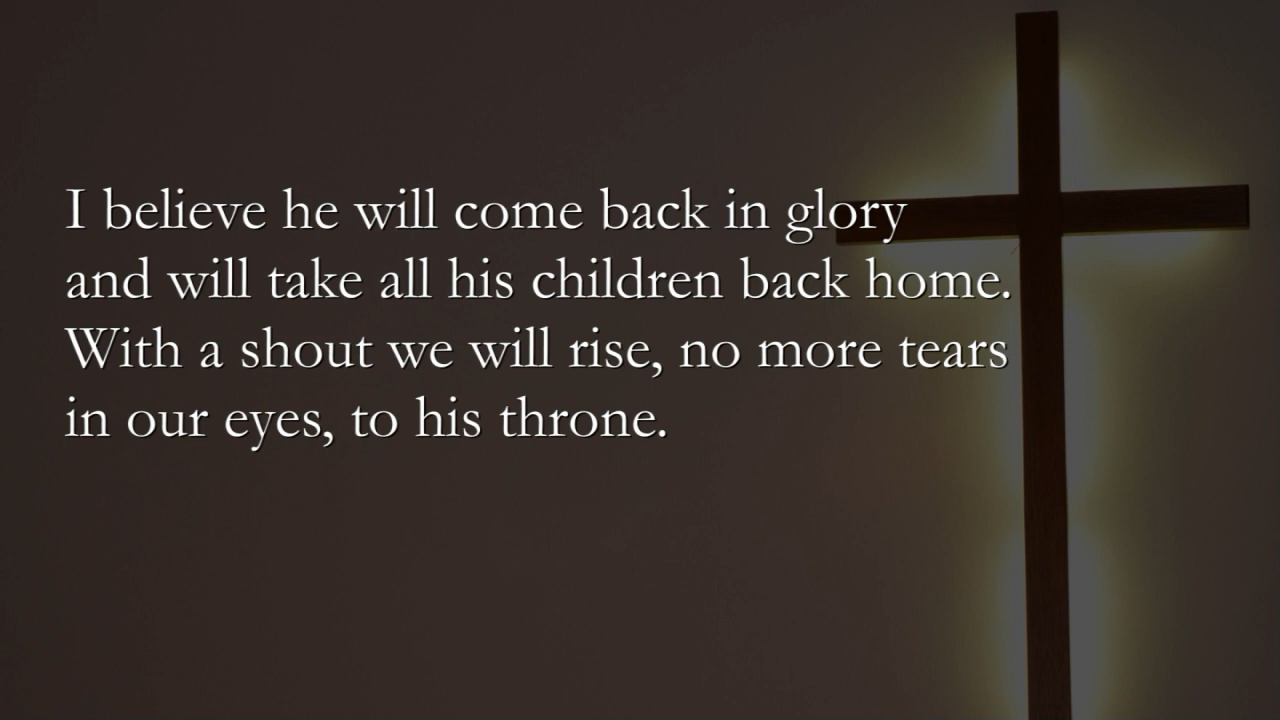 I believe he will come back in glory
and will take all his children back home.
With a shout we will rise, no more tears
in our eyes, to his throne.